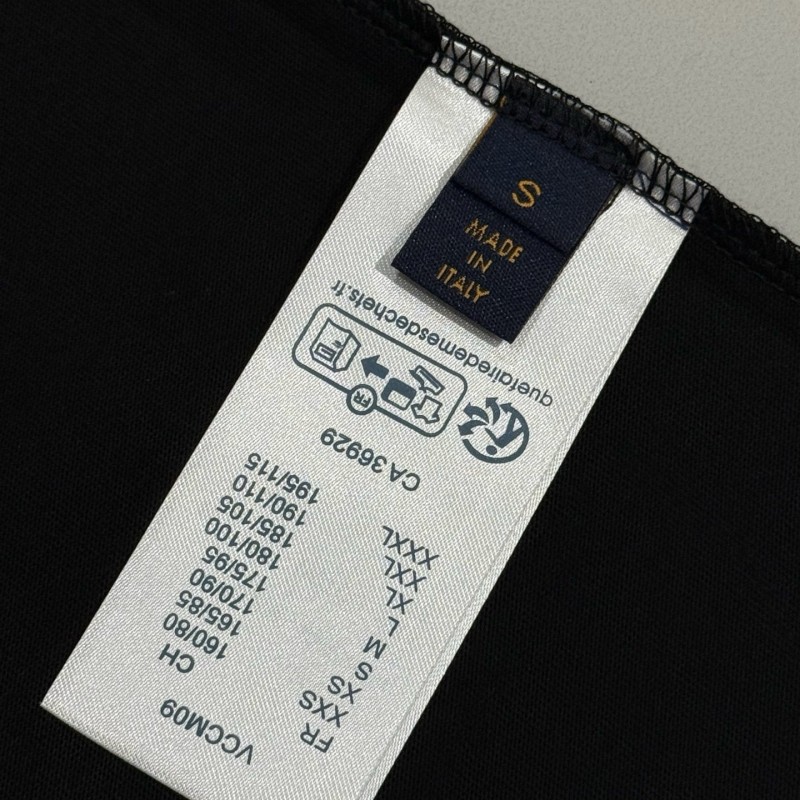 S
MADE
IN
ITALY
VCCM09
FR CH
XXS 160/80
XS 165/85
S 170/90
M 175/95
L 180/100
XL 185/105
XXL 190/110
XXXL 195/115
CA 36929
FR
quefairedemesdechets.fr